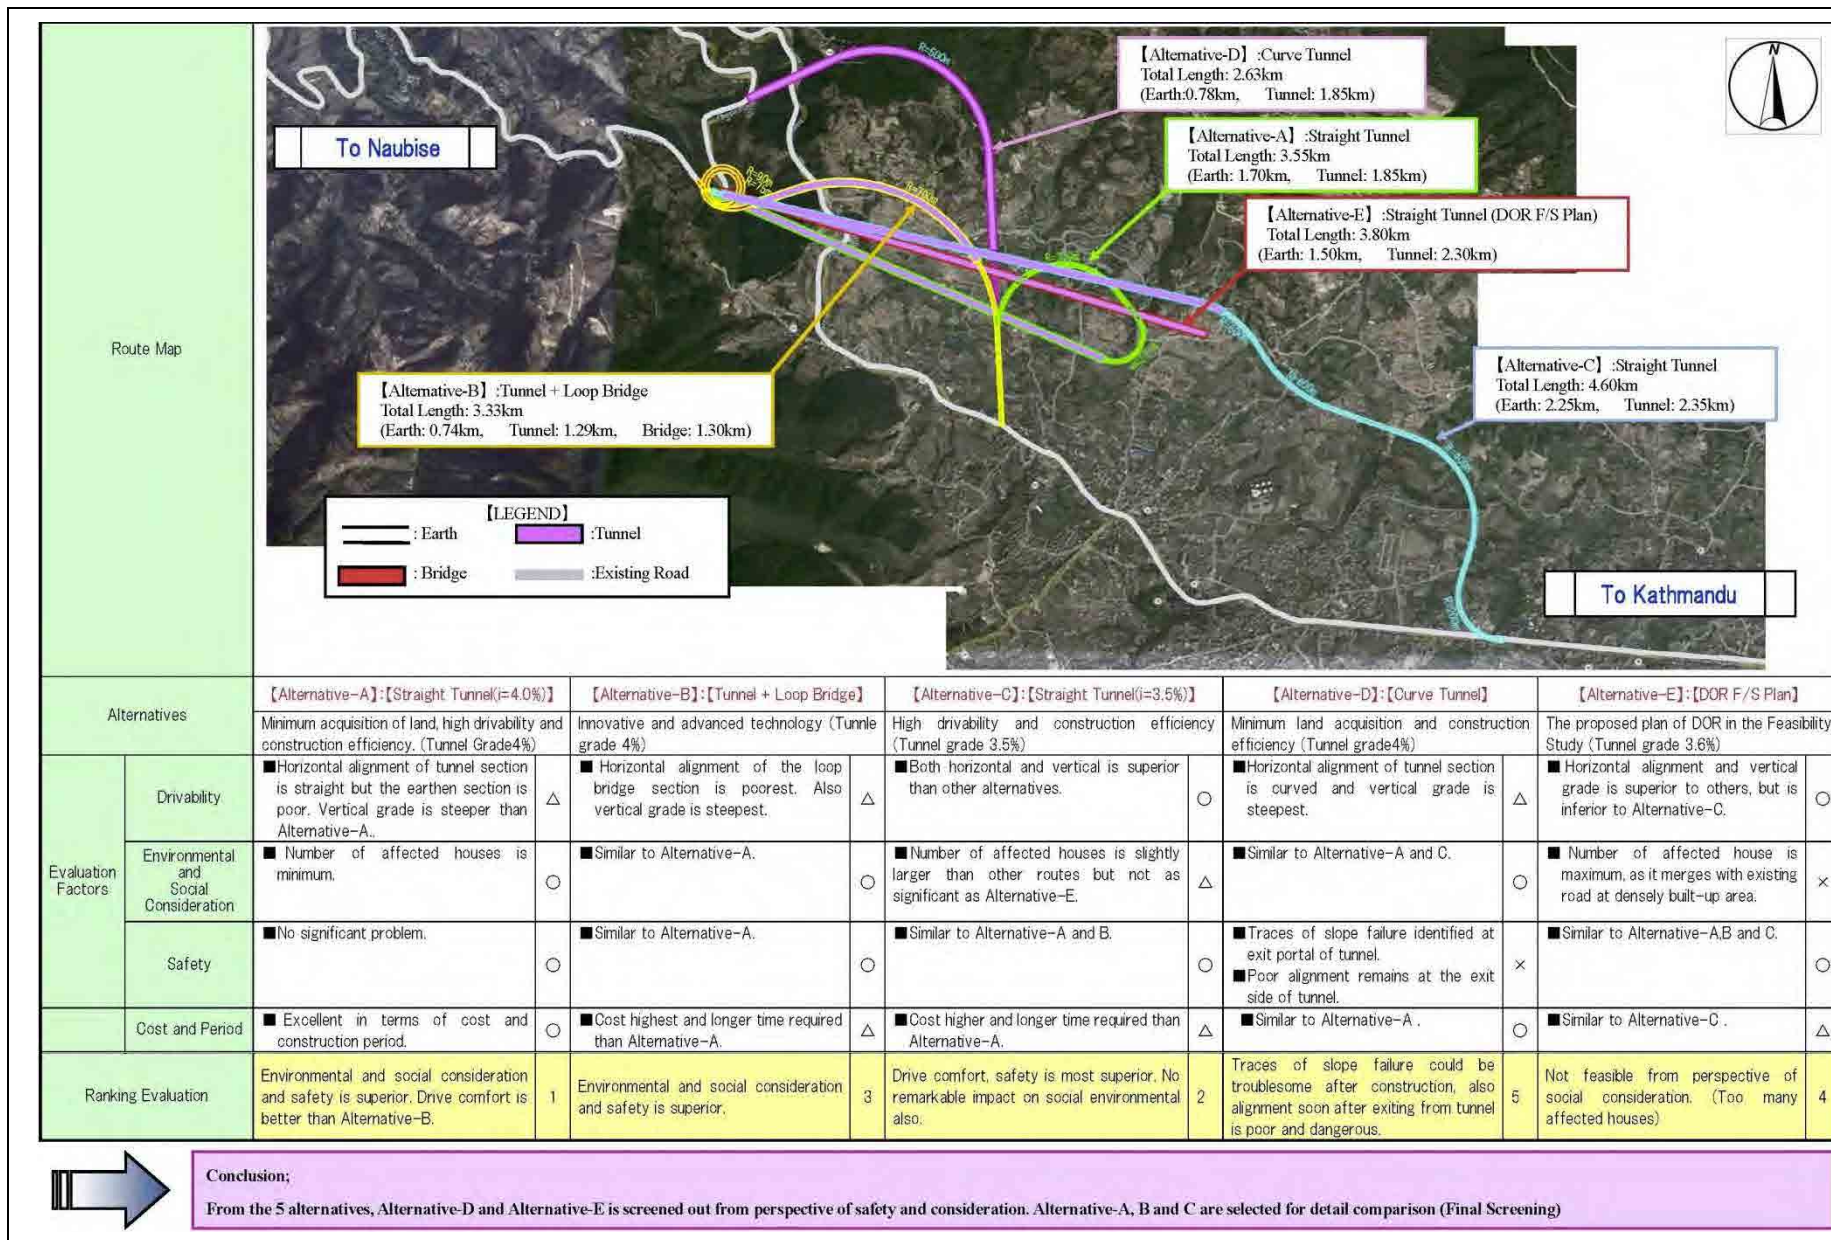 Route Map
To Naubise
【Alternative-D】 :Curve Tunnel
Total Length: 2.63km
(Earth:0.78km, Tunnel: 1.85km)
【Alternative-A】 :Straight Tunnel
Total Length: 3.55km
(Earth: 1.70km, Tunnel: 1.85km)
【Alternative-E】 :Straight Tunnel (DOR F/S Plan)
Total Length: 3.80km
(Earth: 1.50km, Tunnel: 2.30km)
【Alternative-C】 :Straight Tunnel
Total Length: 4.60km
(Earth: 2.25km, Tunnel: 2.35km)
【Alternative-B】 :Tunnel + Loop Bridge
Total Length: 3.33km
(Earth: 0.74km, Tunnel: 1.29km, Bridge: 1.30km)
N
【LEGEND】
: Earth
:Tunnel
: Bridge
:Existing Road
To Kathmandu
Alternatives
【Alternative-A】:【Straight Tunnel(i=4.0%)】
Minimum acquisition of land, high drivability and
construction efficiency. (Tunnel Grade4%)
【Alternative-B】:【Tunnel + Loop Bridge】
Innovative and advanced technology (Tunnle
grade 4%)
【Alternative-C】:【Straight Tunnel(i=3.5%)】
High drivability and construction efficiency
(Tunnel grade 3.5%)
【Alternative-D】:【Curve Tunnel】
Minimum land acquisition and construction
efficiency (Tunnel grade4%)
【Alternative-E】:【DOR F/S Plan】
The proposed plan of DOR in the Feasibility
Study (Tunnel grade 3.6%)
Evaluation
Factors
Drivability
■Horizontal alignment of tunnel section
is straight but the earthen section is
poor. Vertical grade is steeper than
Alternative-A..
△
■ Horizontal alignment of the loop
bridge section is poorest. Also
vertical grade is steepest.
△
■Both horizontal and vertical is superior
than other alternatives.
○
■Horizontal alignment of tunnel section
is curved and vertical grade is
steepest.
△
■ Horizontal alignment and vertical
grade is superior to others, but is
inferior to Alternative-C.
○
Environmental
and
Social
Consideration
■ Number of affected houses is
minimum.
○
■Similar to Alternative-A.
○
■Number of affected houses is slightly
larger than other routes but not as
significant as Alternative-E.
△
■Similar to Alternative-A and C.
○
■ Number of affected house is
maximum, as it merges with existing
road at densely built-up area.
×
Safety
■No significant problem.
○
■Similar to Alternative-A.
○
■Similar to Alternative-A and B.
○
■Traces of slope failure identified at
exit portal of tunnel.
■Poor alignment remains at the exit
side of tunnel.
×
■Similar to Alternative-A,B and C.
○
Cost and Period
■ Excellent in terms of cost and
construction period.
○
■Cost highest and longer time required
than Alternative-A.
△
■Cost higher and longer time required than
Alternative-A.
△
■Similar to Alternative-A .
○
■Similar to Alternative-C .
△
Ranking Evaluation
Environmental and social consideration
and safety is superior. Drive comfort is
better than Alternative-B.
1
Environmental and social consideration
and safety is superior.
3
Drive comfort, safety is most superior. No
remarkable impact on social environmental
also.
2
Traces of slope failure could be
troublesome after construction, also
alignment soon after exiting from tunnel
is poor and dangerous.
5
Not feasible from perspective of
social consideration. (Too many
affected houses)
4
Conclusion;
From the 5 alternatives, Alternative-D and Alternative-E is screened out from perspective of safety and consideration. Alternative-A, B and C are selected for detail comparison (Final Screening)